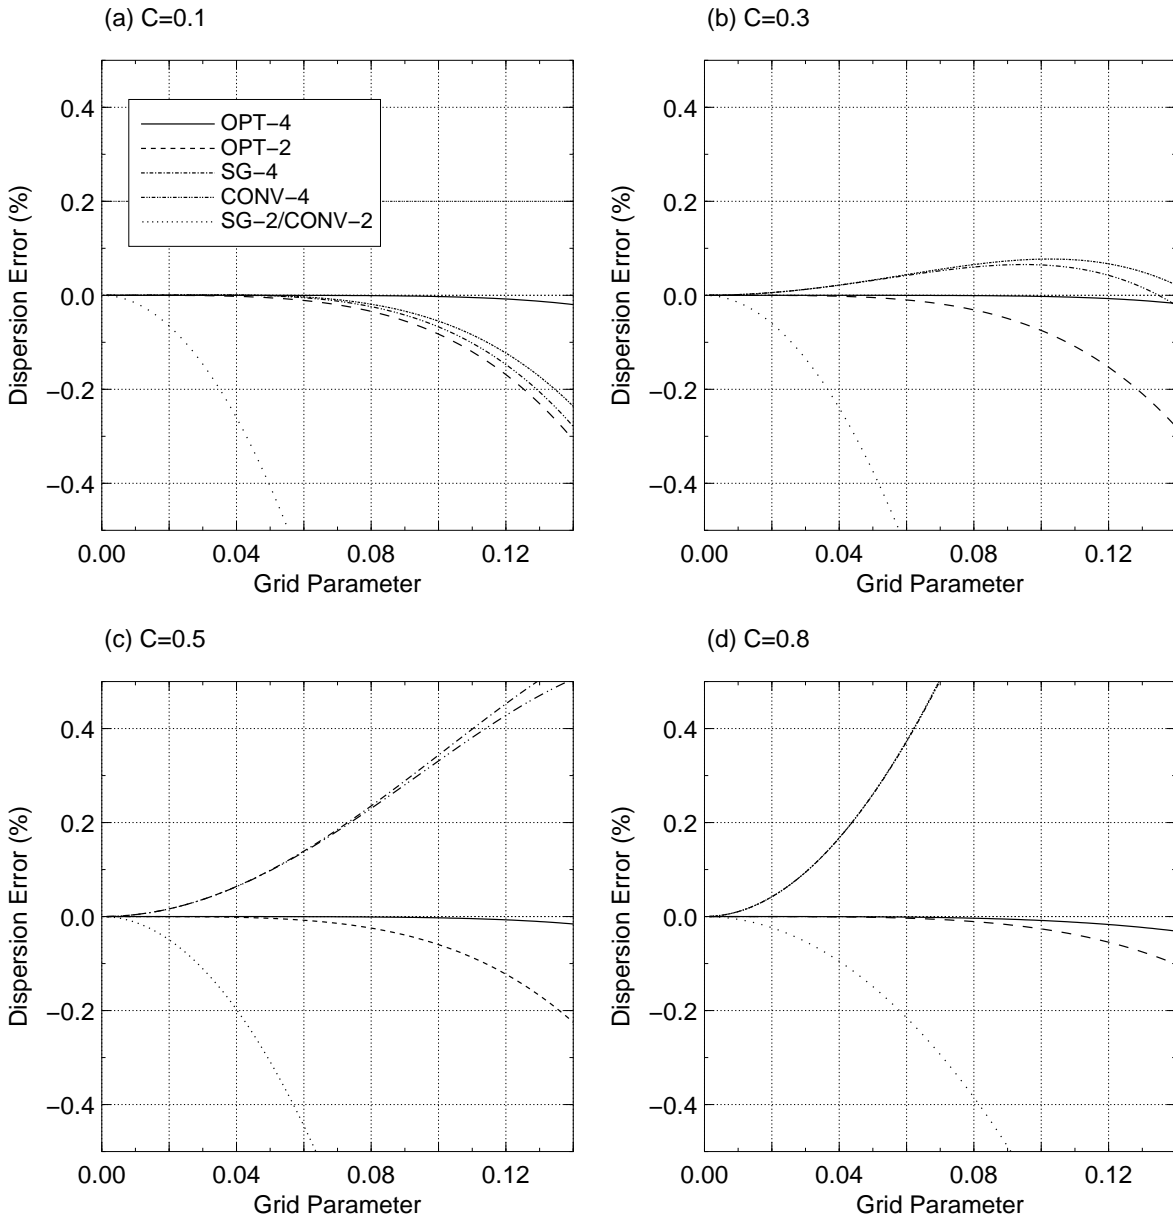 (a) C=0.1
(b) C=0.3
0.4
0.2
0.0
−0.2
−0.4
Dispersion Error (%)
OPT−4
OPT−2
SG−4
CONV−4
SG−2/CONV−2
0.00 0.04 0.08 0.12
Grid Parameter
0.4
0.2
0.0
−0.2
−0.4
Dispersion Error (%)
0.00 0.04 0.08 0.12
Grid Parameter
(c) C=0.5
(d) C=0.8
0.4
0.2
0.0
−0.2
−0.4
Dispersion Error (%)
0.00 0.04 0.08 0.12
Grid Parameter
0.4
0.2
0.0
−0.2
−0.4
Dispersion Error (%)
0.00 0.04 0.08 0.12
Grid Parameter